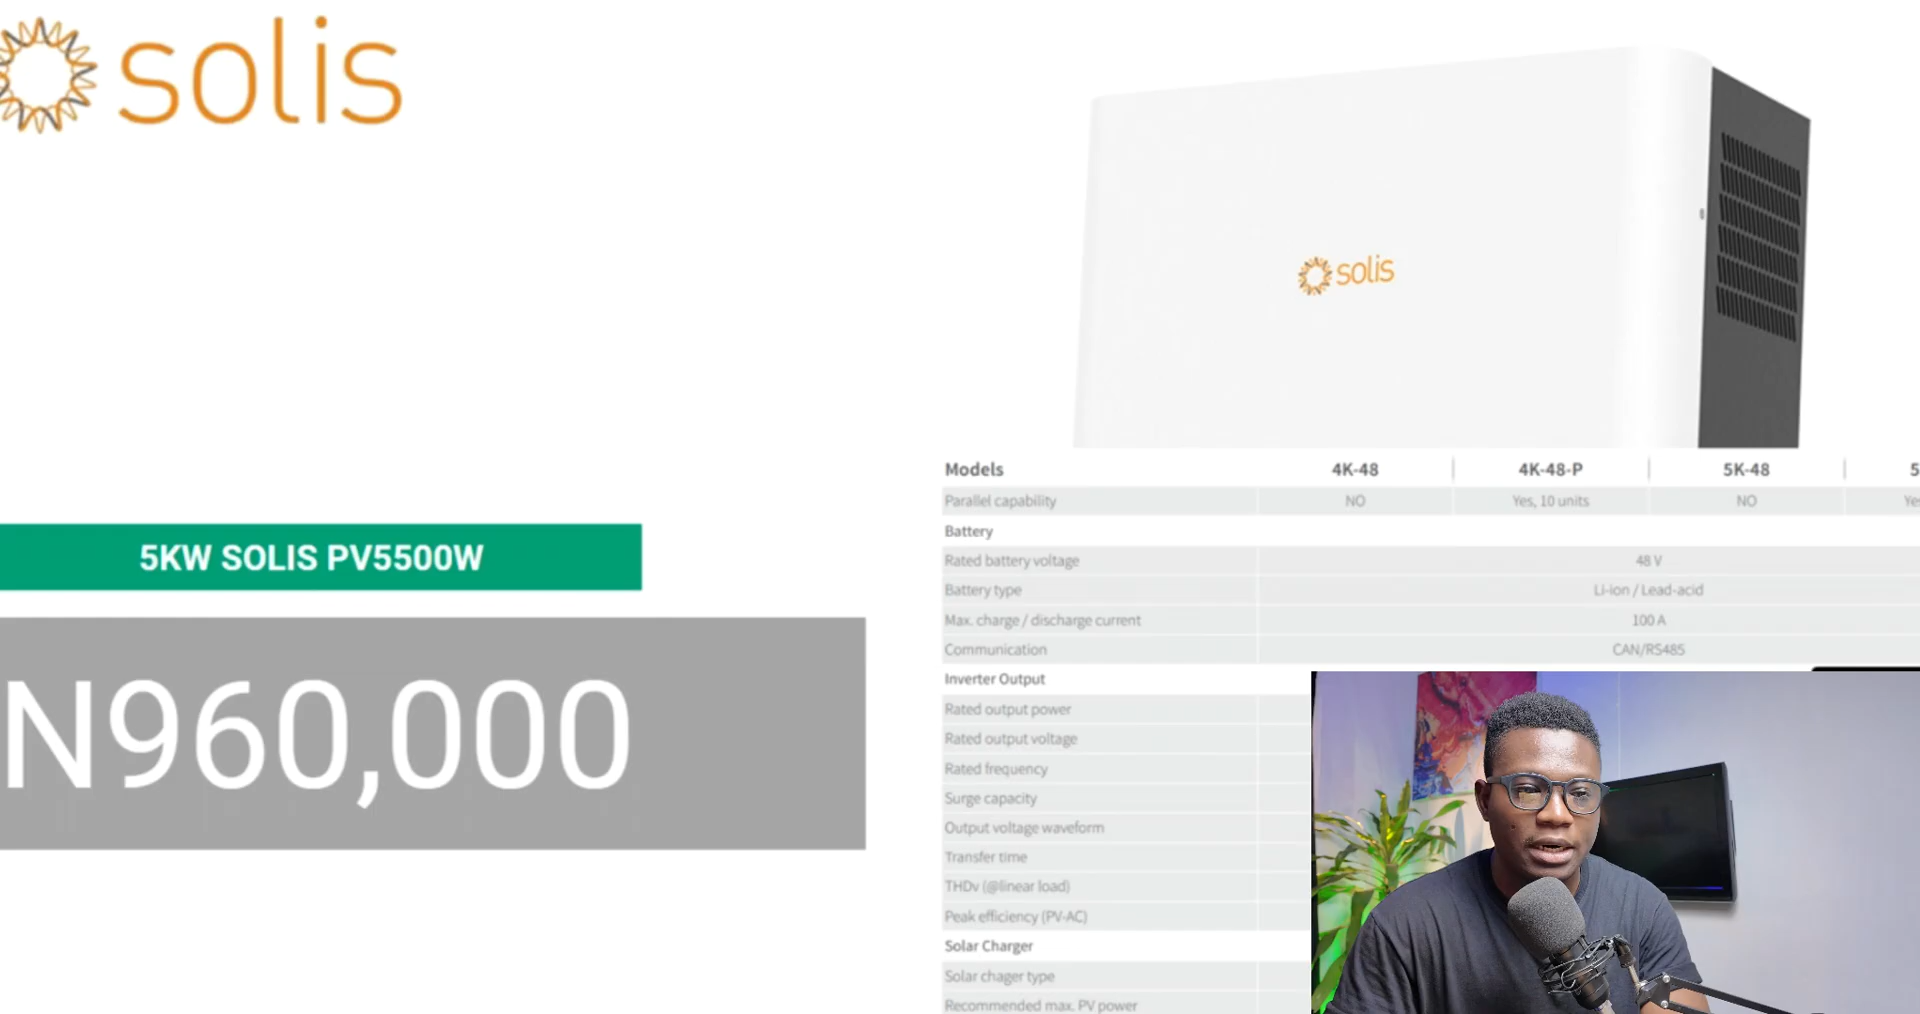 solis
solis
5KW SOLIS PV5500W
N960,000
Models 4K-48 4K-48-P 5K-48
Parallel capability NO Yes, 10 units NO
Battery
Rated battery voltage 48 V
Battery type Li-ion / Lead-acid
Max. charge / discharge current 100 A
Communication CAN/RS485
Inverter Output
Rated output power
Rated output voltage
Rated frequency
Surge capacity
Output voltage waveform
Transfer time
THDv (@linear load)
Peak efficiency (PV-AC)
Solar Charger
Solar chager type
Recommended max. PV power